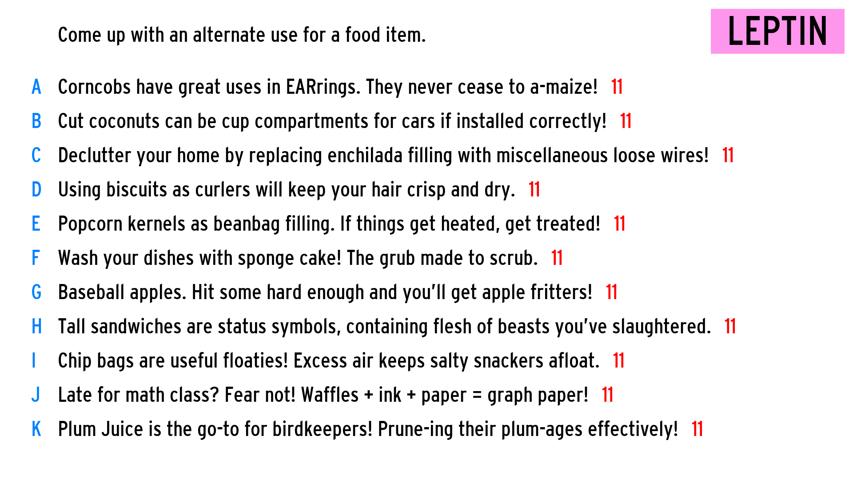 Come up with an alternate use for a food item.
LEPTIN
A Corncobs have great uses in EARrings. They never cease to a-maize! 11
B Cut coconuts can be cup compartments for cars if installed correctly! 11
C Declutter your home by replacing enchilada filling with miscellaneous loose wires! 11
D Using biscuits as curlers will keep your hair crisp and dry. 11
E Popcorn kernels as beanbag filling. If things get heated, get treated! 11
F Wash your dishes with sponge cake! The grub made to scrub. 11
G Baseball apples. Hit some hard enough and you'll get apple fritters! 11
H Tall sandwiches are status symbols, containing flesh of beasts you've slaughtered. 11
I Chip bags are useful floaties! Excess air keeps salty snackers afloat. 11
J Late for math class? Fear not! Waffles + ink + paper = graph paper! 11
K Plum Juice is the go-to for birdkeepers! Prune-ing their plum-ages effectively! 11